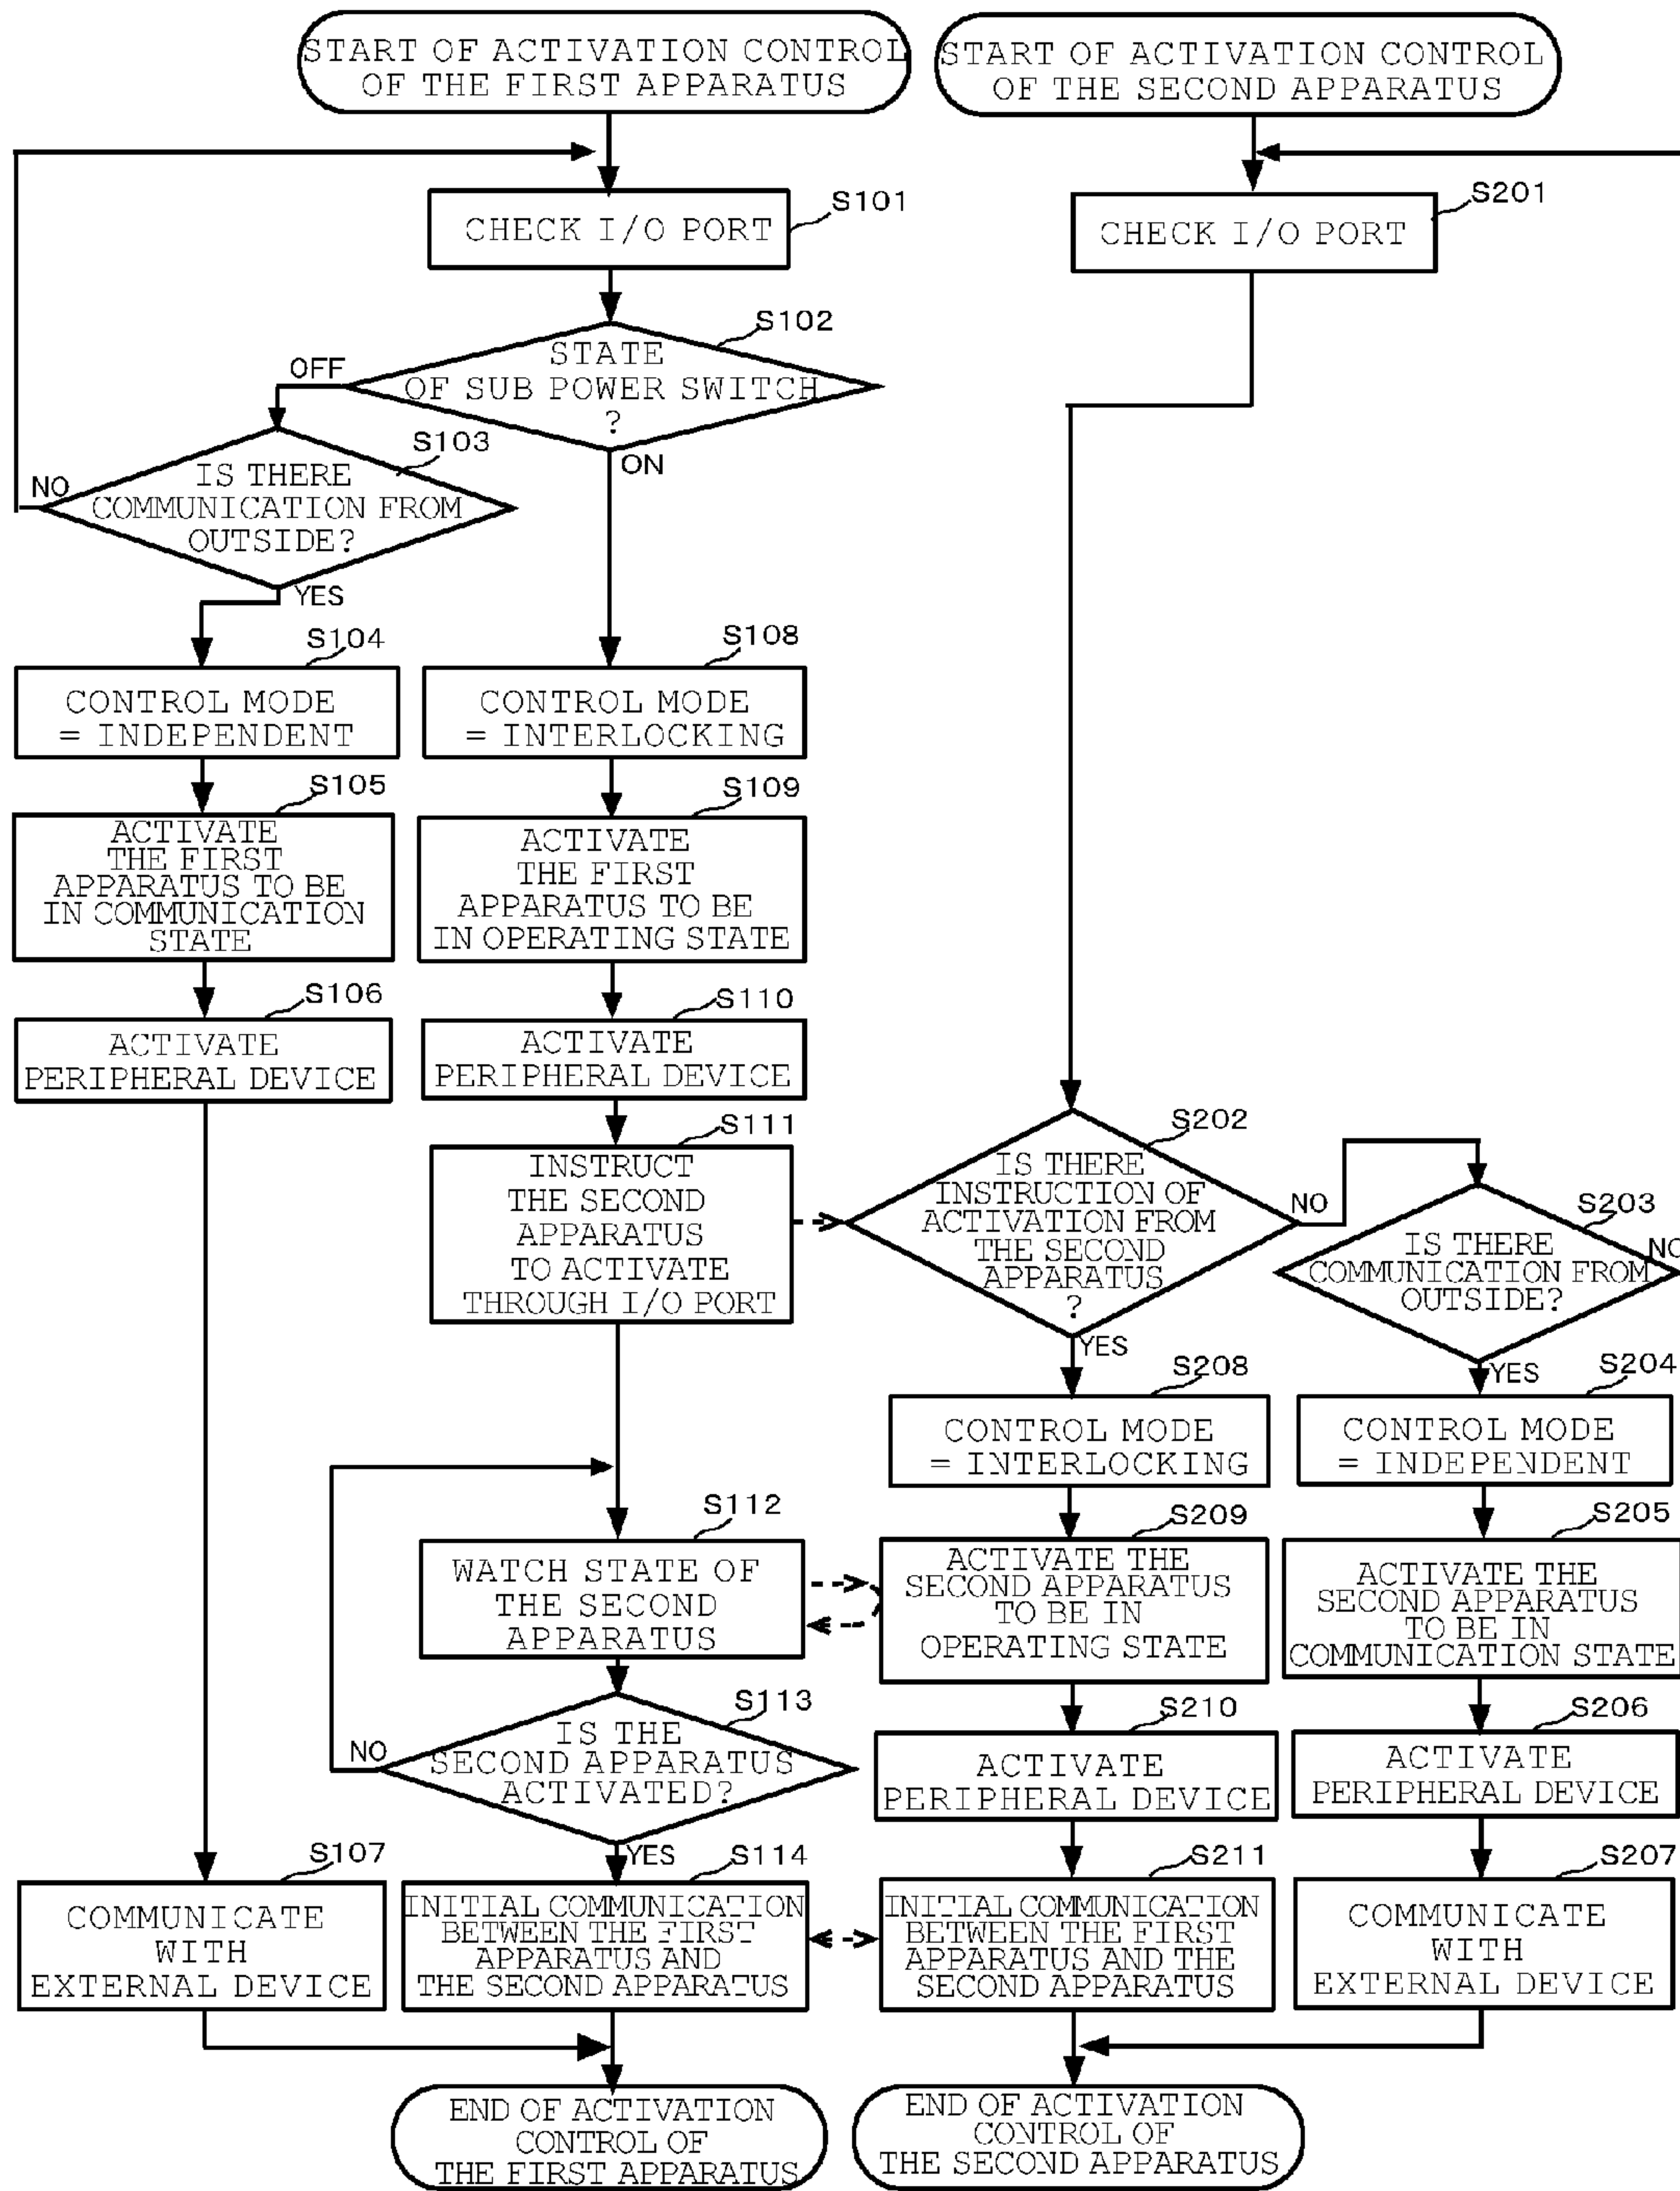 START OF ACTIVATION CONTROL
OF THE FIRST APPARATUS
START OF ACTIVATION CONTROL
OF THE SECOND APPARATUS
S101
CHECK I/O PORT
S201
CHECK I/O PORT
S102
STATE
OF SUB POWER SWITCH
?
OFF
ON
S103
IS THERE
COMMUNICATION FROM
OUTSIDE?
NO
YES
S104
CONTROL MODE
= INDEPENDENT
S108
CONTROL MODE
= INTERLOCKING
S105
ACTIVATE
THE FIRST
APPARATUS TO BE
IN COMMUNICATION
STATE
S109
ACTIVATE
THE FIRST
APPARATUS TO BE
IN OPERATING STATE
S106
ACTIVATE
PERIPHERAL DEVICE
S110
ACTIVATE
PERIPHERAL DEVICE
S111
INSTRUCT
THE SECOND
APPARATUS
TO ACTIVATE
THROUGH I/O PORT
S202
IS THERE
INSTRUCTION OF
ACTIVATION FROM
THE SECOND
APPARATUS
?
NO
YES
S203
IS THERE
COMMUNICATION FROM
OUTSIDE?
NO
YES
S208
CONTROL MODE
= INTERLOCKING
S204
CONTROL MODE
= INDEPENDENT
S112
WATCH STATE OF
THE SECOND
APPARATUS
S209
ACTIVATE THE
SECOND APPARATUS
TO BE IN
OPERATING STATE
S205
ACTIVATE THE
SECOND APPARATUS
TO BE IN
COMMUNICATION STATE
S113
IS THE
SECOND APPARATUS
ACTIVATED?
NO
YES
S210
ACTIVATE
PERIPHERAL DEVICE
S206
ACTIVATE
PERIPHERAL DEVICE
S107
COMMUNICATE
WITH
EXTERNAL DEVICE
S114
INITIAL COMMUNICATION
BETWEEN THE FIRST
APPARATUS AND
THE SECOND APPARATUS
S211
INITIAL COMMUNICATION
BETWEEN THE FIRST
APPARATUS AND THE
SECOND APPARATUS
S207
COMMUNICATE
WITH
EXTERNAL DEVICE
END OF ACTIVATION
CONTROL OF
THE FIRST APPARATUS
END OF ACTIVATION
CONTROL OF
THE SECOND APPARATUS